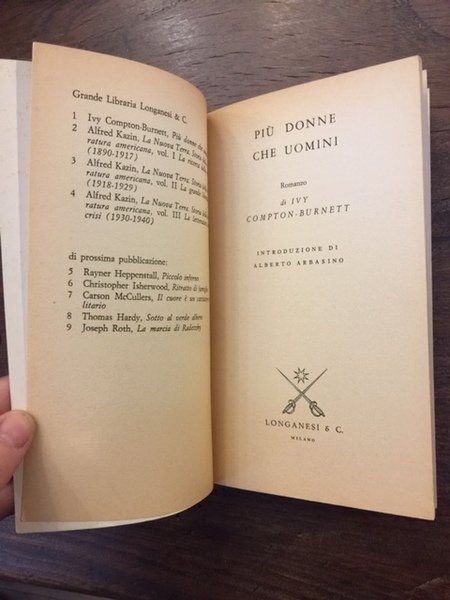 Grande Libraria Longanesi & C.
1 Ivy Compton-Burnett, Più donne che uomini
2 Alfred Kazin, La Nuova Terra. Storia della
ratura americana, vol. I La ricerca della
(1890-1917)
3 Alfred Kazin, La Nuova Terra. Storia della
ratura americana, vol. II La grande
(1918-1929)
4 Alfred Kazin, La Nuova Terra. Storia della
ratura americana, vol. III La letteratura
crisi (1930-1940)
di prossima pubblicazione:
5 Rayner Heppenstall, Piccolo inferno
6 Christopher Isherwood, Ritratto di famiglia
7 Carson McCullers, Il cuore è un cacciatore
litario
8 Thomas Hardy, Sotto al verde albero
9 Joseph Roth, La marcia di Radetzky
PIÙ DONNE
CHE UOMINI
Romanzo
di IVY
COMPTON-BURNETT
INTRODUZIONE DI
ALBERTO ARBASINO
LONGANESI & C.
MILANO